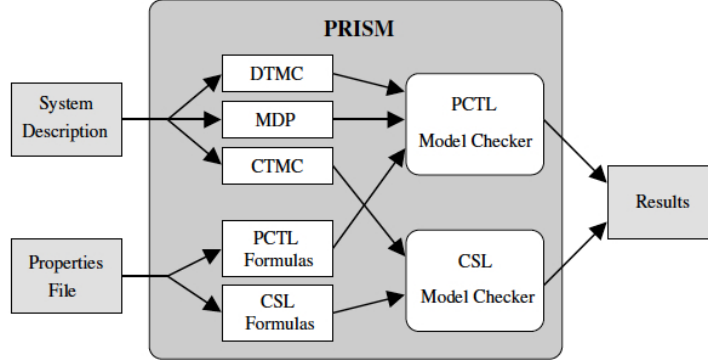 PRISM
System
Description
DTMC
MDP
CTMC
PCTL
Model Checker
Properties
File
PCTL
Formulas
CSL
Formulas
CSL
Model Checker
Results